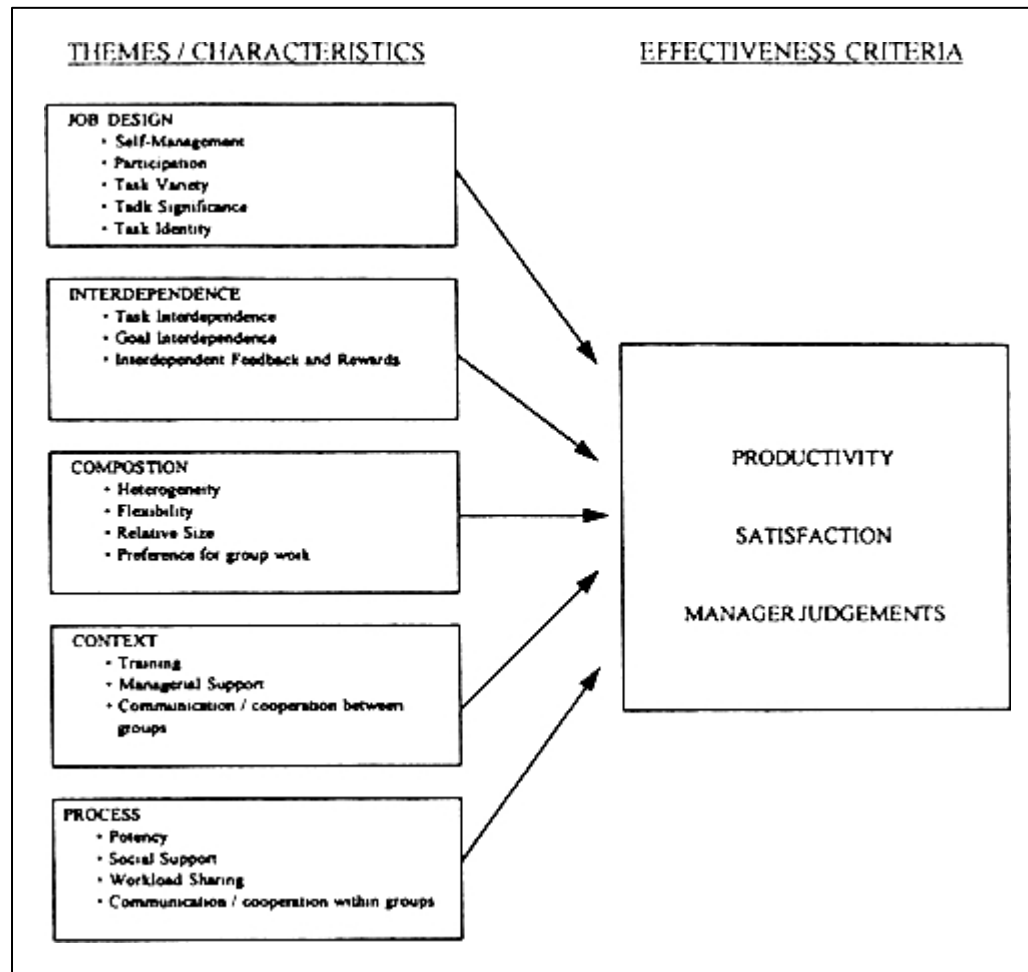 THEMES / CHARACTERISTICS
EFFECTIVENESS CRITERIA
JOB DESIGN
• Self-Management
• Participation
• Task Variety
• Tadk Significance
• Task Identity
INTERDEPENDENCE
• Task Interdependence
• Goal Interdependence
• Interdependent Feedback and Rewards
COMPOSTION
• Heterogeneity
• Flexibility
• Relative Size
• Preference for group work
CONTEXT
• Training
• Managerial Support
• Communication / cooperation between
groups
PROCESS
• Potency
• Social Support
• Workload Sharing
• Communication / cooperation within groups
PRODUCTIVITY
SATISFACTION
MANAGER JUDGEMENTS